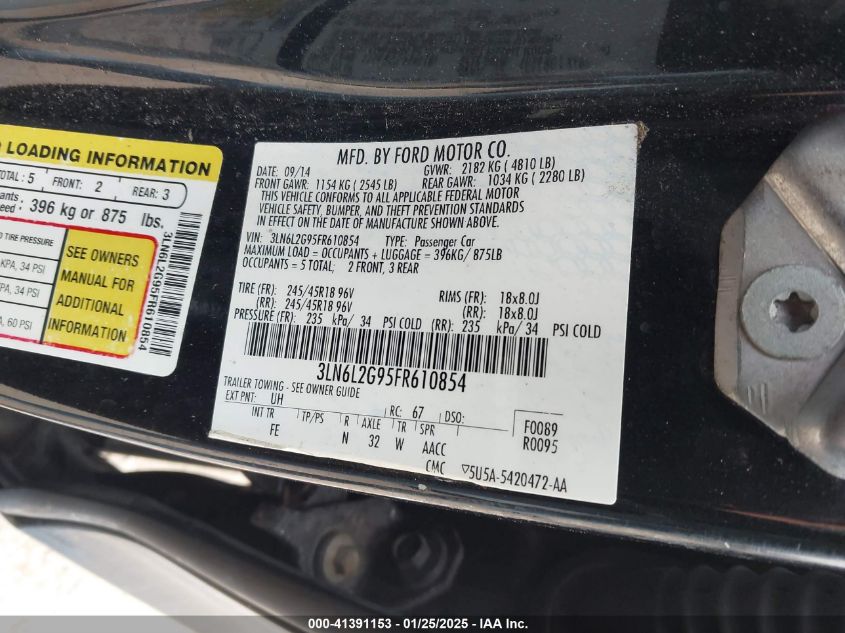 LOADING INFORMATION
TOTAL: 5 FRONT: 2 REAR: 3
396 kg or 875 lbs.
TIRE PRESSURE
KPA, 34 PSI
KPA, 34 PSI
A, 60 PSI
SEE OWNERS
MANUAL FOR
ADDITIONAL
INFORMATION
3LN6L2G95FR610854
MFD. BY FORD MOTOR CO.
DATE: 09/14 GVWR: 2182 KG ( 4810 LB)
FRONT GAWR: 1154 KG ( 2545 LB) REAR GAWR: 1034 KG ( 2280 LB)
THIS VEHICLE CONFORMS TO ALL APPLICABLE FEDERAL MOTOR
VEHICLE SAFETY, BUMPER, AND THEFT PREVENTION STANDARDS
IN EFFECT ON THE DATE OF MANUFACTURE SHOWN ABOVE.
VIN: 3LN6L2G95FR610854 TYPE: Passenger Car
MAXIMUM LOAD = OCCUPANTS + LUGGAGE = 396KG/ 875LB
OCCUPANTS = 5 TOTAL, 2 FRONT, 3 REAR
TIRE (FR): 245/45R18 96V RIMS (FR): 18x8.0J
(RR): 245/45R18 96V (RR): 18x8.0J
PRESSURE (FR): 235 kPa/ 34 PSI COLD (RR): 235 kPa/34 PSI COLD
3LN6L2G95FR610854
TRAILER TOWING - SEE OWNER GUIDE
EXT PNT: UH RC: 67 DSO: F0089
INT TR TP/PS R AXLE TR SPR R0095
FE N 32 W AACC
CMC ▽5U5A-5420472-AA
000-41391153 - 01/25/2025 - IAA Inc.